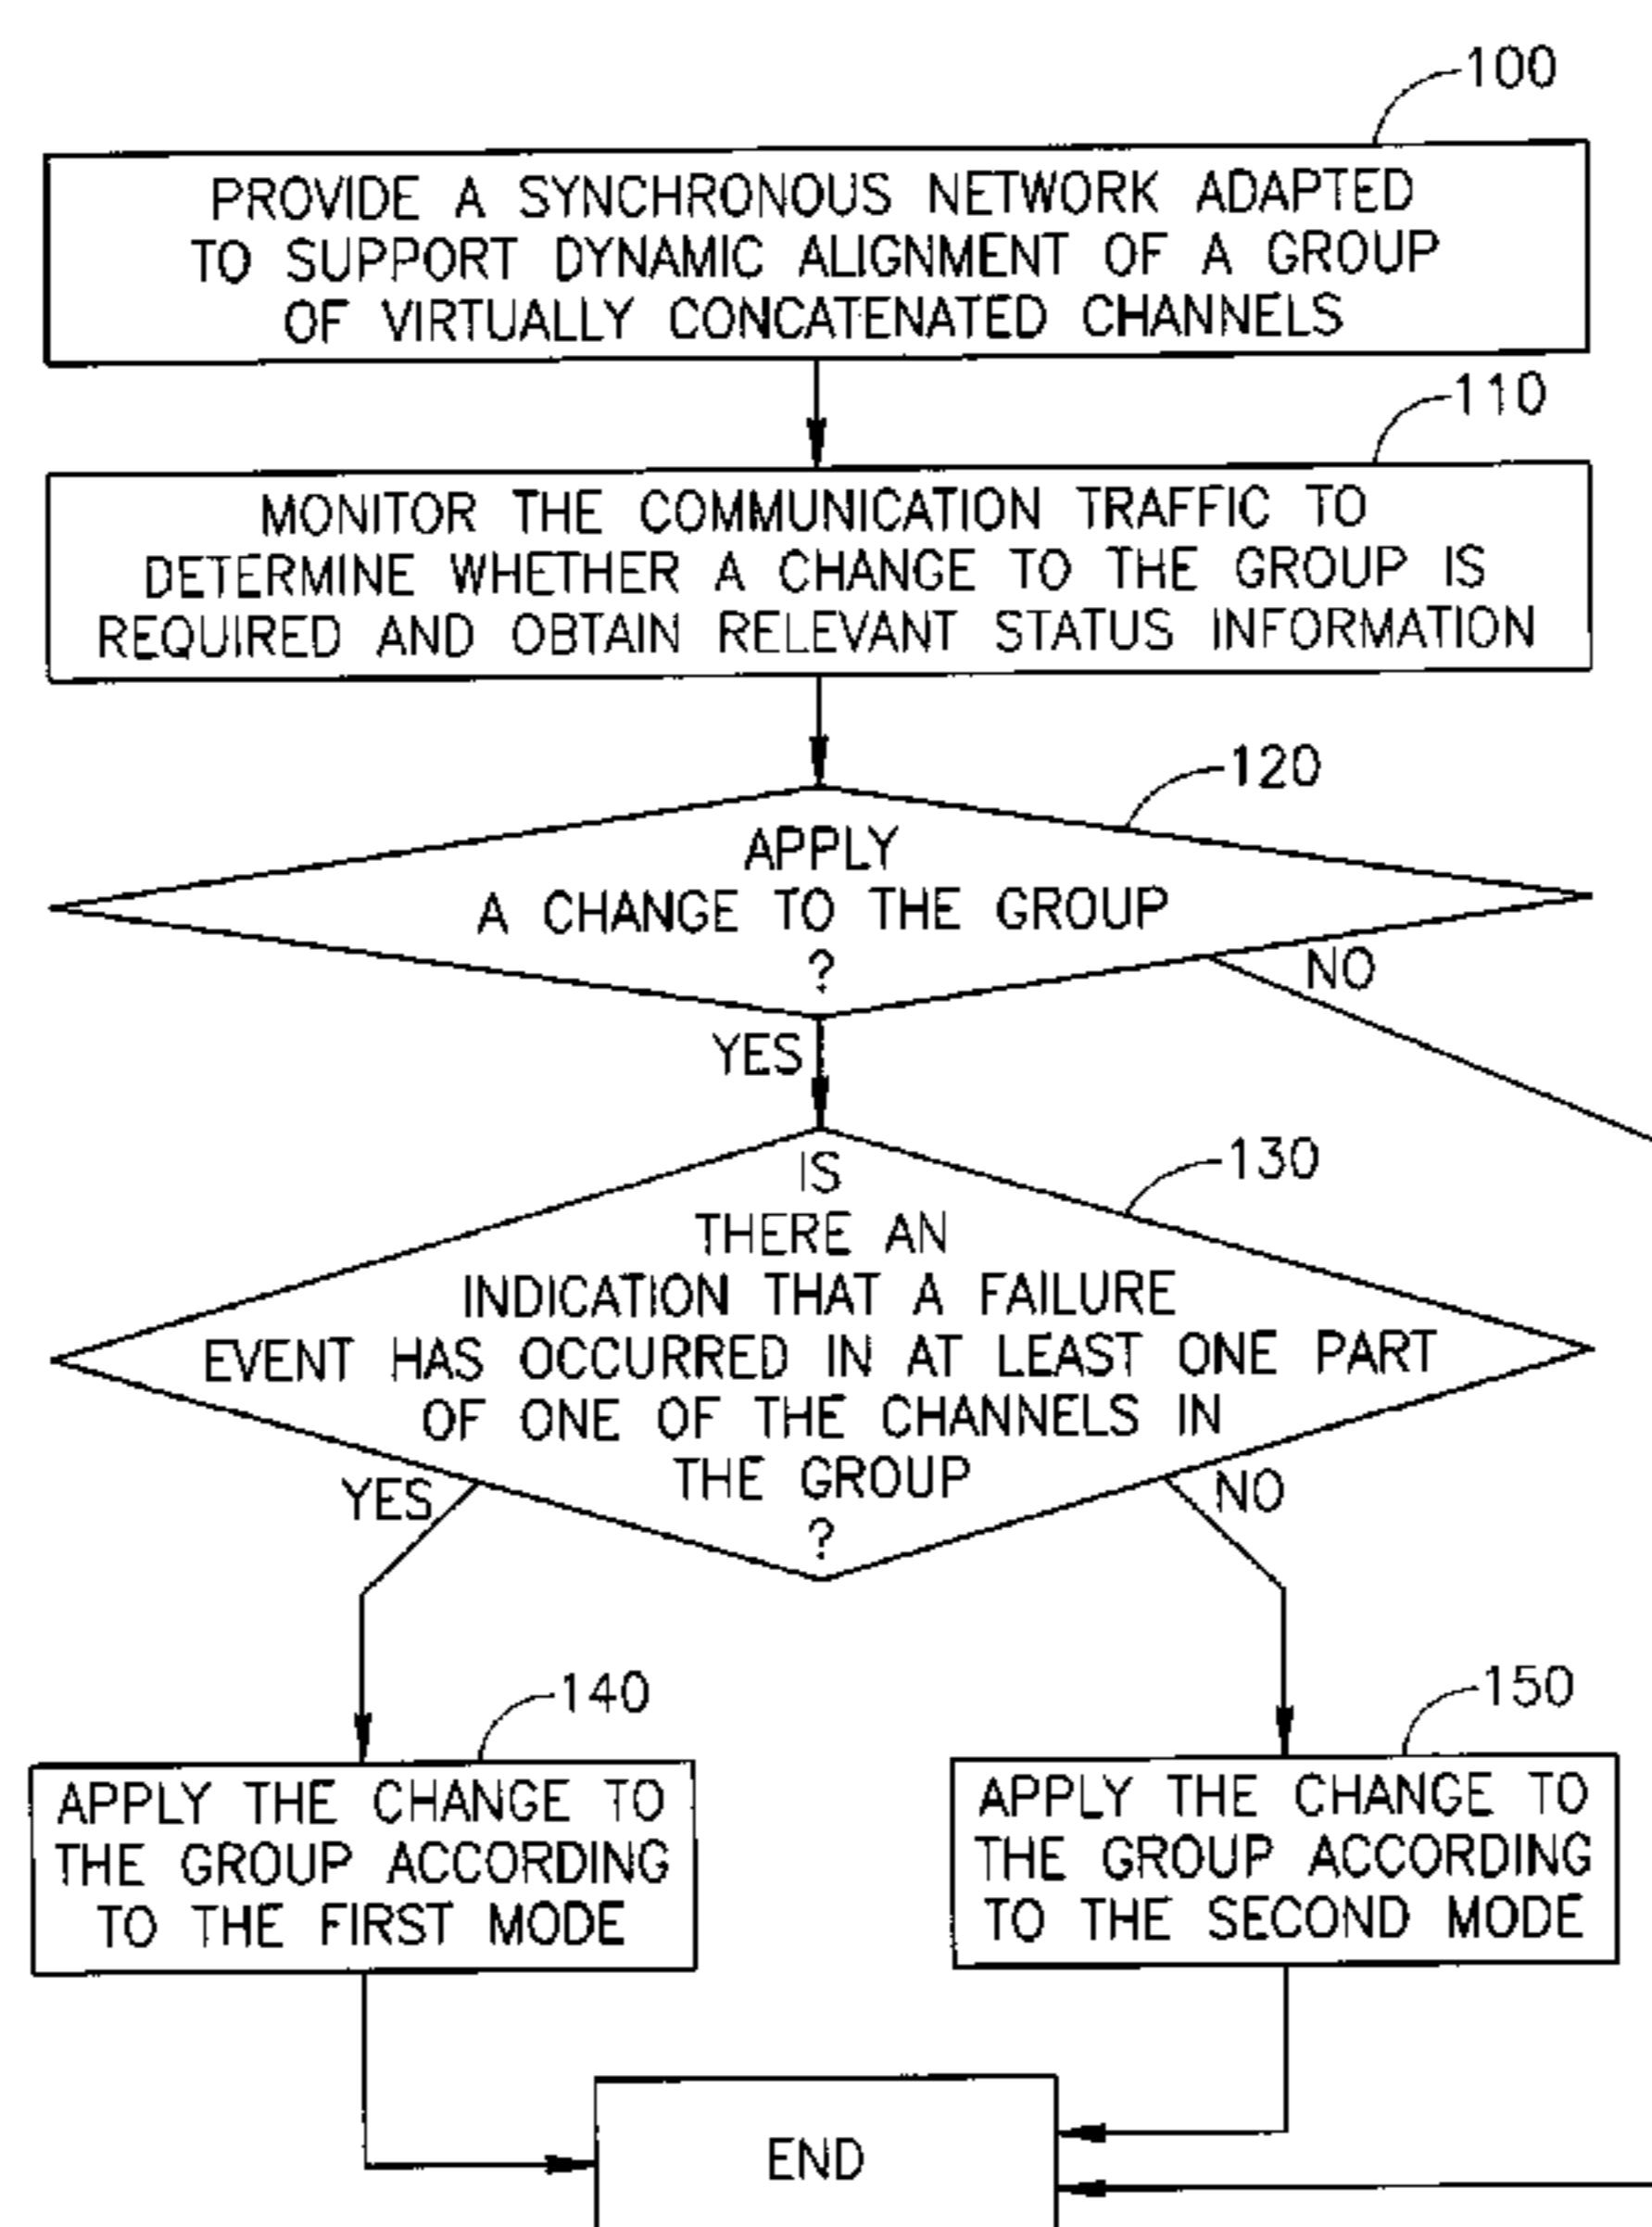 100
PROVIDE A SYNCHRONOUS NETWORK ADAPTED
TO SUPPORT DYNAMIC ALIGNMENT OF A GROUP
OF VIRTUALLY CONCATENATED CHANNELS
110
MONITOR THE COMMUNICATION TRAFFIC TO
DETERMINE WHETHER A CHANGE TO THE GROUP IS
REQUIRED AND OBTAIN RELEVANT STATUS INFORMATION
120
APPLY
A CHANGE TO THE GROUP
?
NO
YES
130
IS
THERE AN
INDICATION THAT A FAILURE
EVENT HAS OCCURRED IN AT LEAST ONE PART
OF ONE OF THE CHANNELS IN
THE GROUP
?
YES
NO
140
APPLY THE CHANGE TO
THE GROUP ACCORDING
TO THE FIRST MODE
150
APPLY THE CHANGE TO
THE GROUP ACCORDING
TO THE SECOND MODE
END